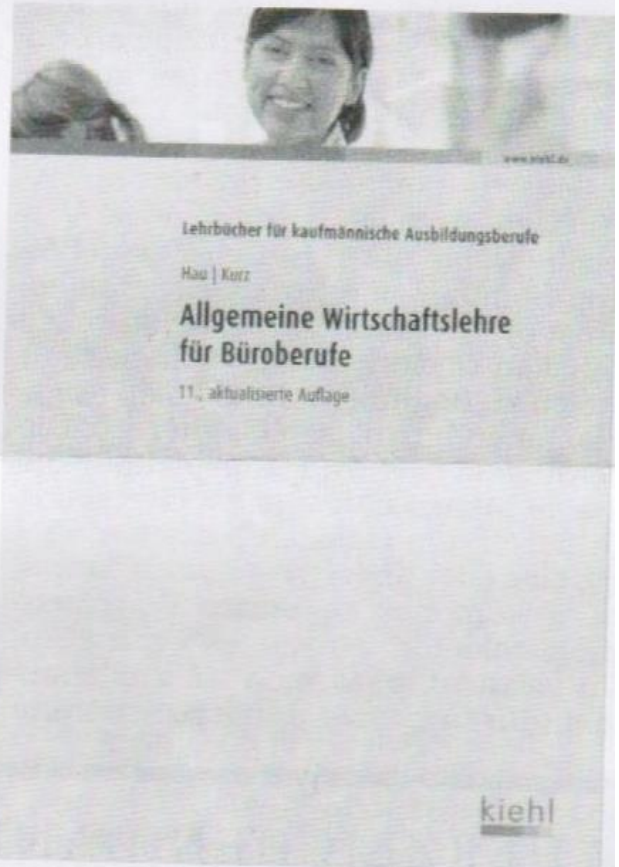 www.kiehl.de
Lehrbücher für kaufmännische Ausbildungsberufe
Hau | Kurz
Allgemeine Wirtschaftslehre
für Büroberufe
11., aktualisierte Auflage
kiehl